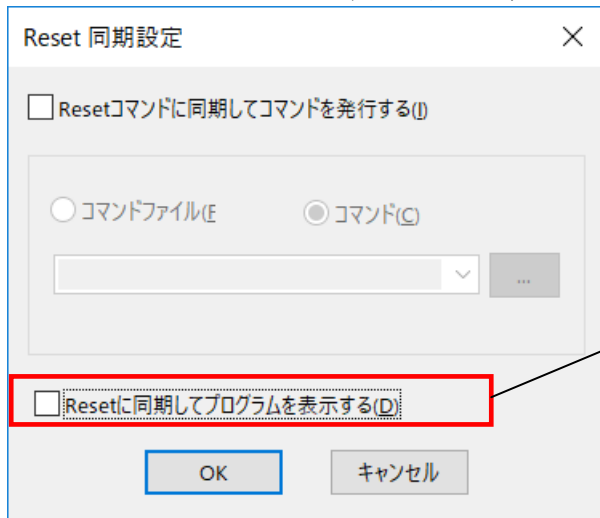 Reset 同期設定
Resetコマンドに同期してコマンドを発行する(I)
コマンドファイル(F
コマンド(C)
...
Resetに同期してプログラムを表示する(D)
OK
キャンセル